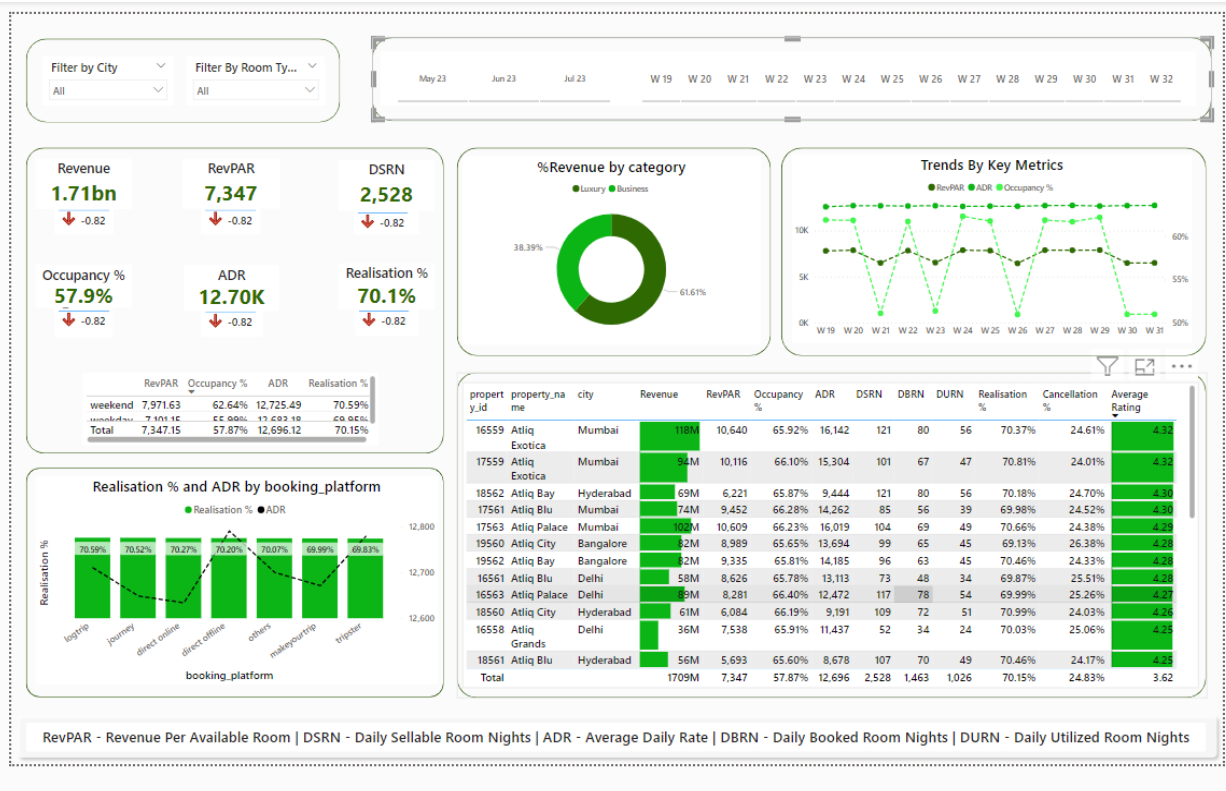 Filter by City
All
Filter By Room Ty...
All
May 23 Jun 23 Jul 23 W 19 W 20 W 21 W 22 W 23 W 24 W 25 W 26 W 27 W 28 W 29 W 30 W 31 W 32
Revenue
1.71bn
-0.82
RevPAR
7,347
-0.82
DSRN
2,528
-0.82
Occupancy %
57.9%
-0.82
ADR
12.70K
-0.82
Realisation %
70.1%
-0.82
RevPAR Occupancy % ADR Realisation %
weekend 7,971.63 62.64% 12,725.49 70.59%
weekday 7,101.15 55.99% 12,683.18 69.95%
Total 7,347.15 57.87% 12,696.12 70.15%
%Revenue by category
Luxury Business
38.39%
61.61%
Trends By Key Metrics
RevPAR ADR Occupancy %
10K
5K
0K
60%
55%
50%
W 19 W 20 W 21 W 22 W 23 W 24 W 25 W 26 W 27 W 28 W 29 W 30 W 31
Realisation % and ADR by booking_platform
Realisation % ADR
Realisation %
12,800
12,700
12,600
70.59% 70.52% 70.27% 70.20% 70.07% 69.99% 69.83%
logtrip journey direct online direct offline others makeyourtrip tripster
booking_platform
propert property_na city Revenue RevPAR Occupancy ADR DSRN DBRN DURN Realisation Cancellation Average
y_id me % % % Rating
16559 Atliq Mumbai 118M 10,640 65.92% 16,142 121 80 56 70.37% 24.61% 4.32
Exotica
17559 Atliq Mumbai 94M 10,116 66.10% 15,304 101 67 47 70.81% 24.01% 4.32
Exotica
18562 Atliq Bay Hyderabad 69M 6,221 65.87% 9,444 121 80 56 70.18% 24.70% 4.30
17561 Atliq Blu Mumbai 74M 9,452 66.28% 14,262 85 56 39 69.98% 24.52% 4.30
17563 Atliq Palace Mumbai 102M 10,609 66.23% 16,019 104 69 49 70.66% 24.38% 4.29
19560 Atliq City Bangalore 82M 8,989 65.65% 13,694 99 65 45 69.13% 26.38% 4.28
19562 Atliq Bay Bangalore 82M 9,335 65.81% 14,185 96 63 45 70.46% 24.33% 4.28
16561 Atliq Blu Delhi 58M 8,626 65.78% 13,113 73 48 34 69.87% 25.51% 4.28
16563 Atliq Palace Delhi 89M 8,281 66.40% 12,472 117 78 54 69.99% 25.26% 4.27
18560 Atliq City Hyderabad 61M 6,084 66.19% 9,191 109 72 51 70.99% 24.03% 4.26
16558 Atliq Delhi 36M 7,538 65.91% 11,437 52 34 24 70.03% 25.06% 4.25
Grands
18561 Atliq Blu Hyderabad 56M 5,693 65.60% 8,678 107 70 49 70.46% 24.17% 4.25
Total 1709M 7,347 57.87% 12,696 2,528 1,463 1,026 70.15% 24.83% 3.62
RevPAR - Revenue Per Available Room | DSRN - Daily Sellable Room Nights | ADR - Average Daily Rate | DBRN - Daily Booked Room Nights | DURN - Daily Utilized Room Nights